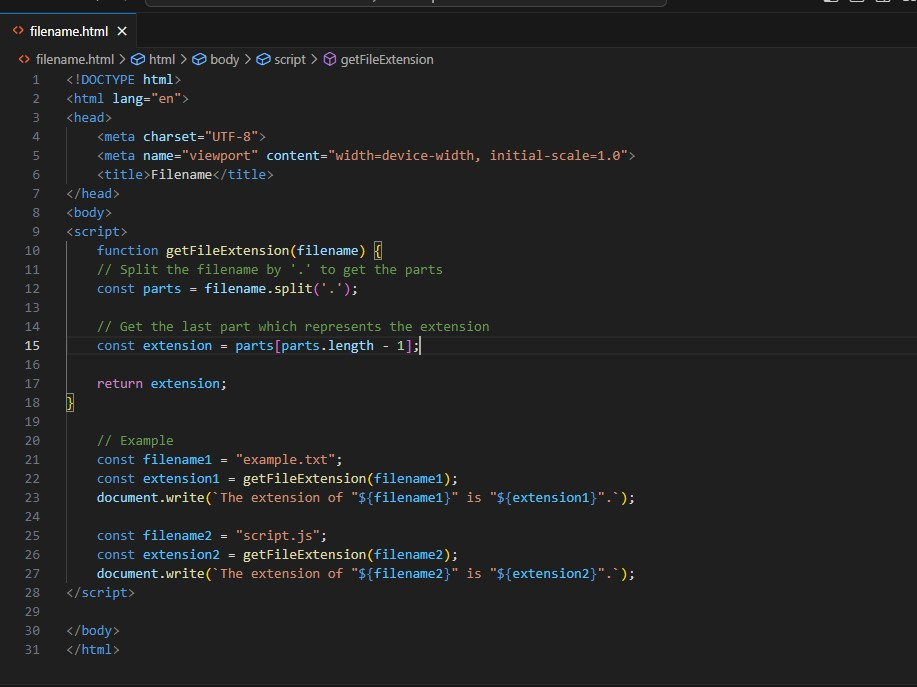 filename.html
filename.html > html > body > script > getFileExtension
1 <!DOCTYPE html>
2 <html lang="en">
3 <head>
4     <meta charset="UTF-8">
5     <meta name="viewport" content="width=device-width, initial-scale=1.0">
6     <title>Filename</title>
7 </head>
8 <body>
9 <script>
10     function getFileExtension(filename) {
11     // Split the filename by '.' to get the parts
12     const parts = filename.split('.');
13
14     // Get the last part which represents the extension
15     const extension = parts[parts.length - 1];
16
17     return extension;
18 }
19
20     // Example
21     const filename1 = "example.txt";
22     const extension1 = getFileExtension(filename1);
23     document.write(`The extension of "${filename1}" is "${extension1}".`);
24
25     const filename2 = "script.js";
26     const extension2 = getFileExtension(filename2);
27     document.write(`The extension of "${filename2}" is "${extension2}".`);
28 </script>
29
30 </body>
31 </html>